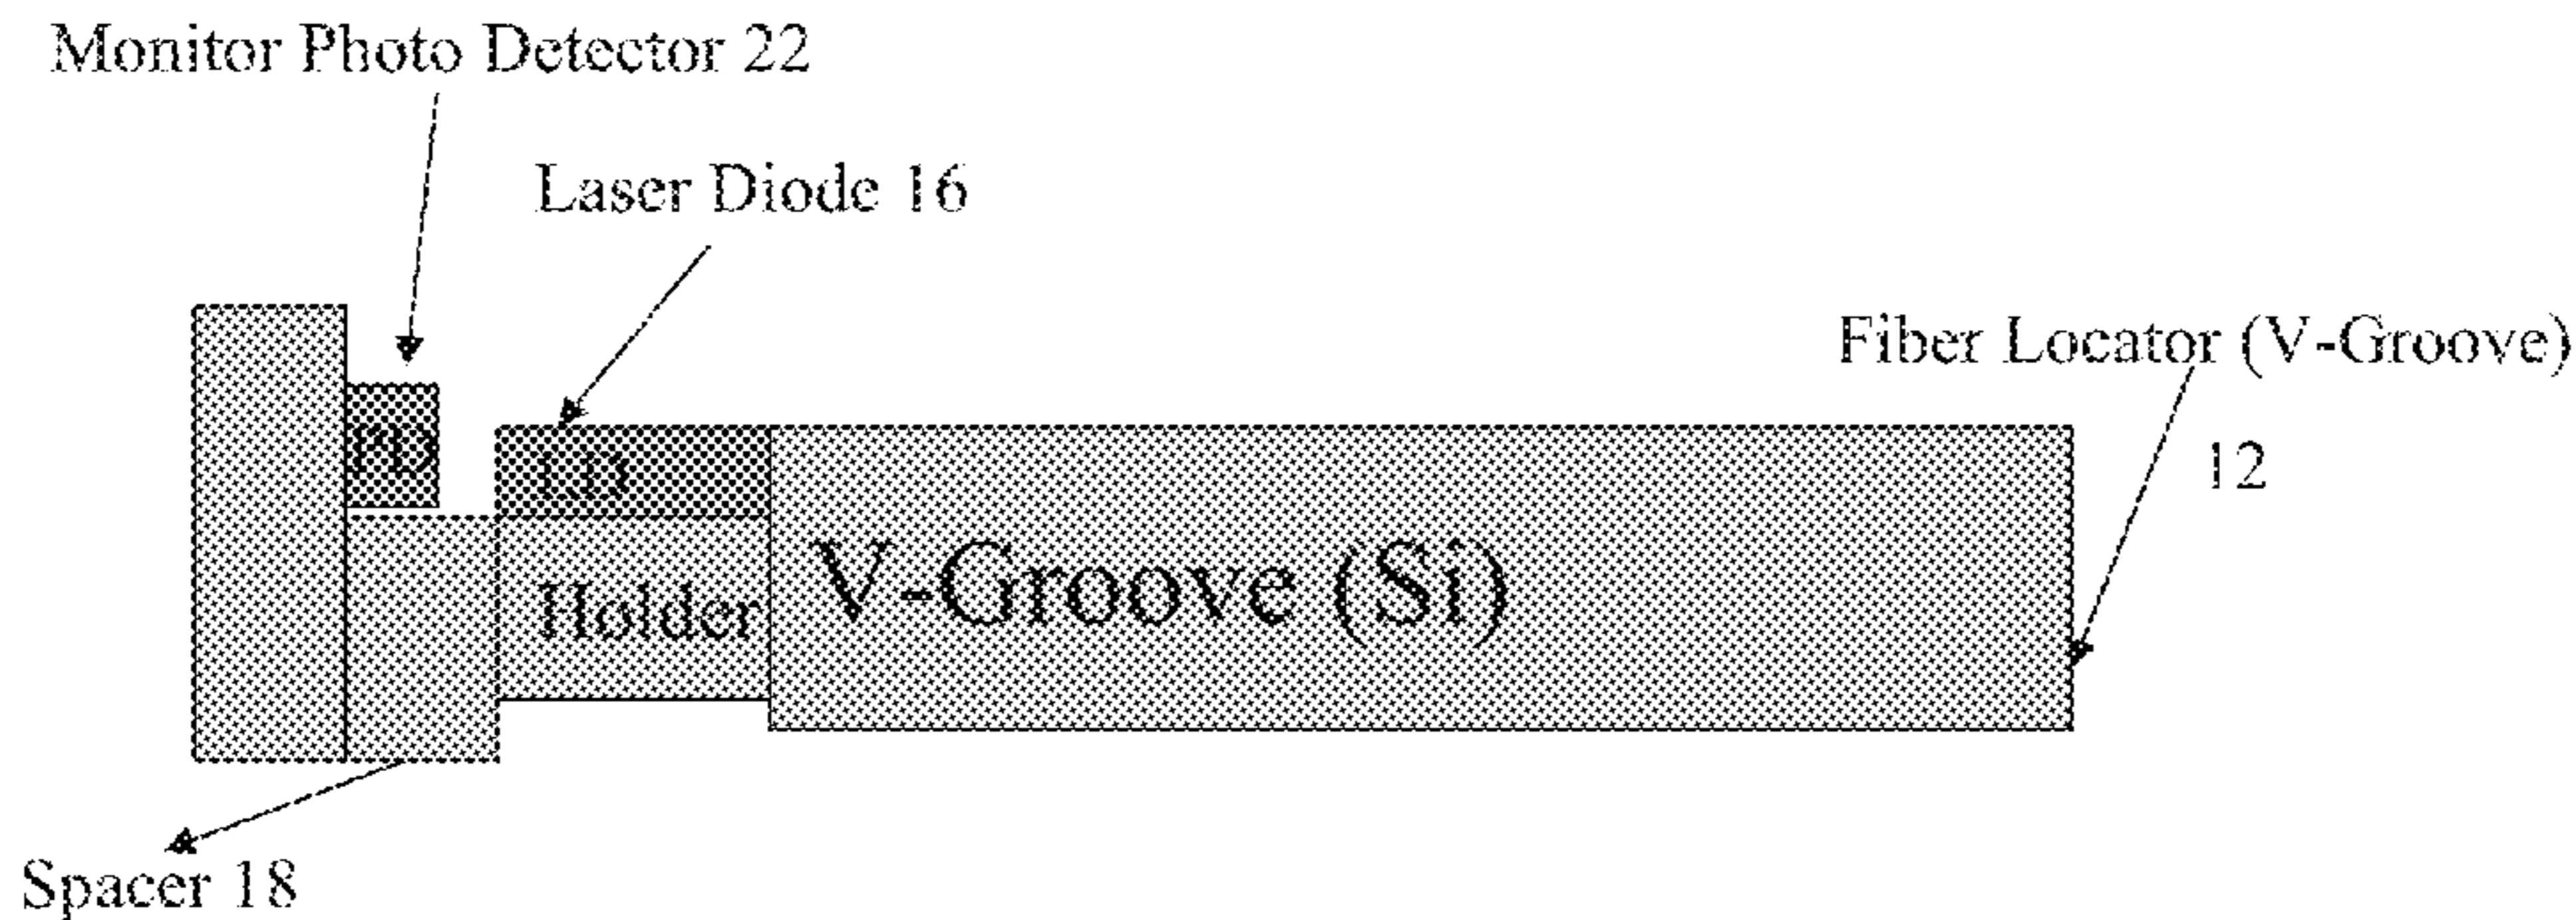 Monitor Photo Detector 22
Laser Diode 16
Fiber Locator (V-Groove)
12
PD
LD
Holder
V-Groove (Si)
Spacer 18